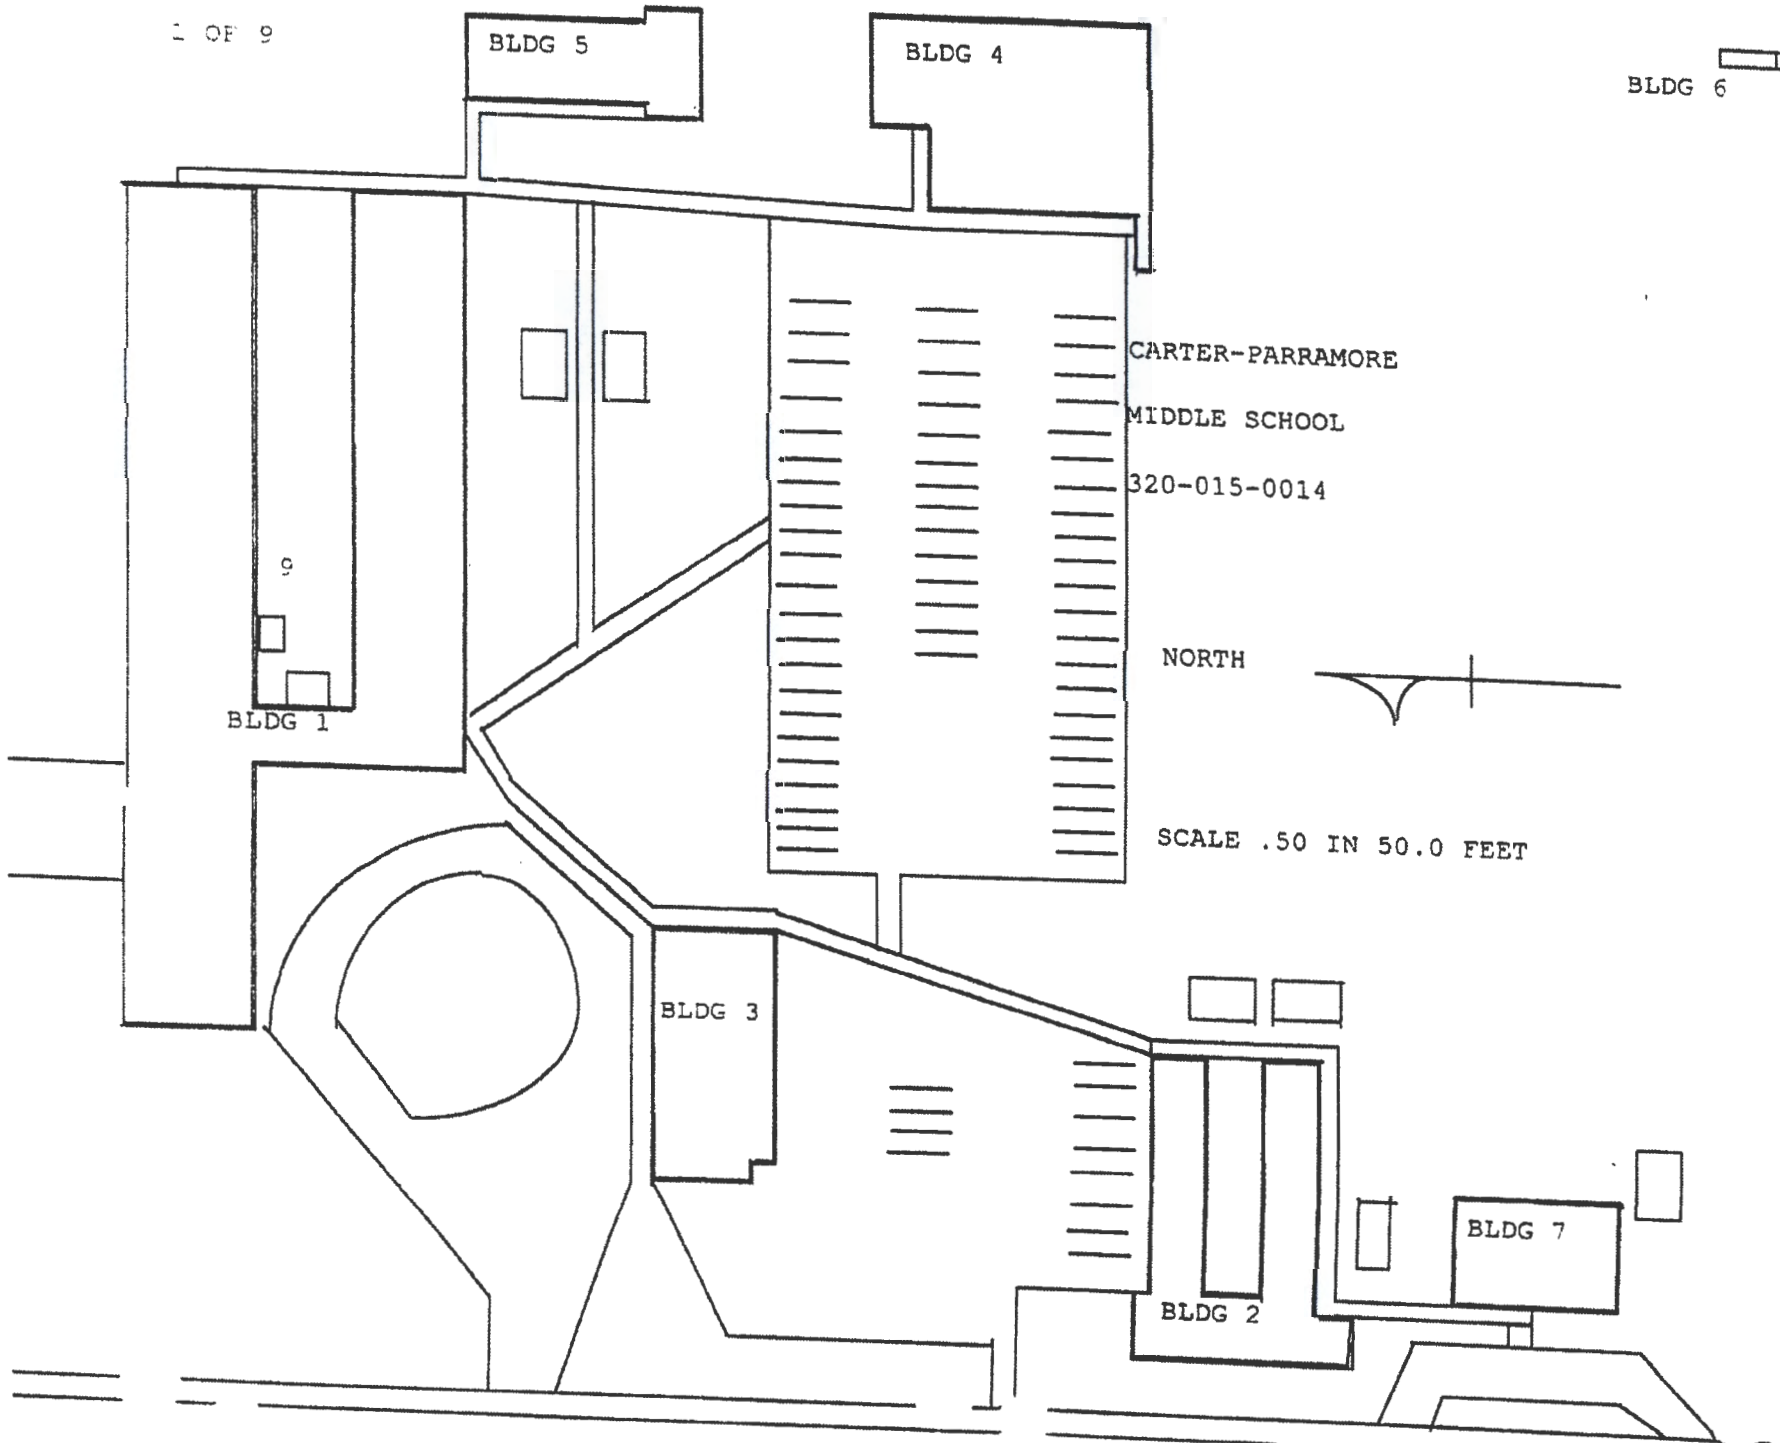 1 OF 9
BLDG 5
BLDG 4
BLDG 6
CARTER-PARRAMORE
MIDDLE SCHOOL
320-015-0014
9
NORTH
BLDG 1
SCALE .50 IN 50.0 FEET
BLDG 3
BLDG 7
BLDG 2